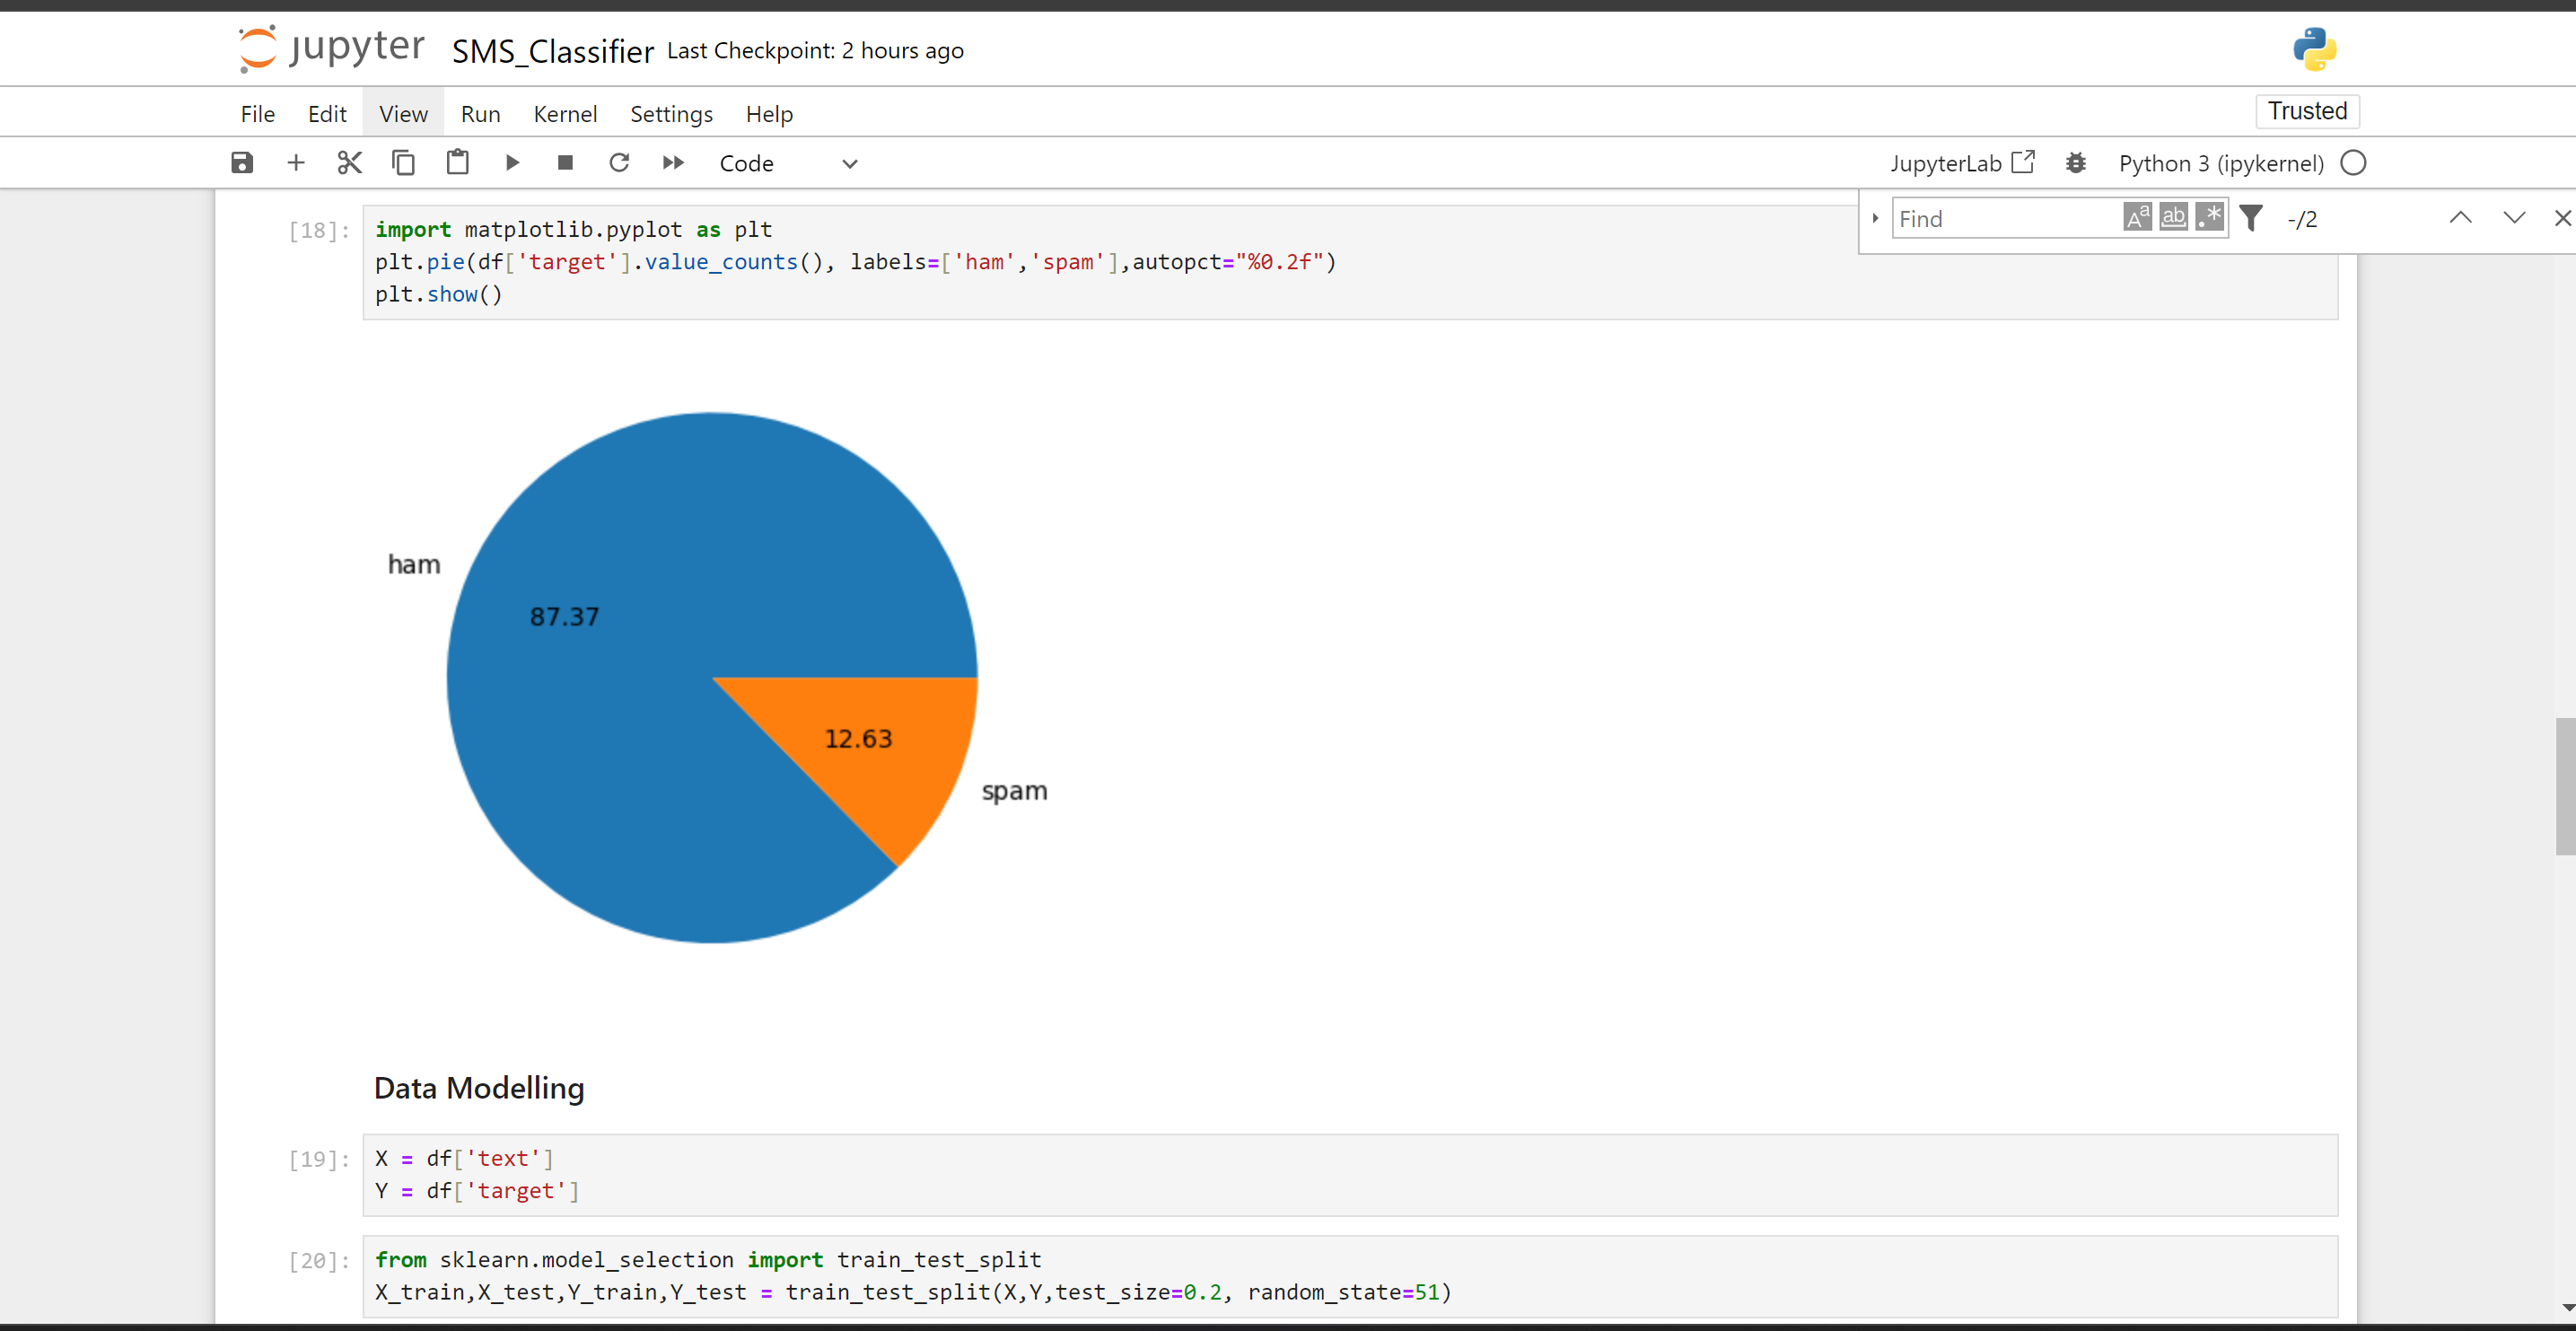 jupyter SMS_Classifier Last Checkpoint: 2 hours ago
File Edit View Run Kernel Settings Help
Trusted
Code
JupyterLab Python 3 (ipykernel)
Find Aa ab .* -/2
[18]: import matplotlib.pyplot as plt
plt.pie(df['target'].value_counts(), labels=['ham','spam'],autopct="%0.2f")
plt.show()
ham
87.37
12.63
spam
Data Modelling
[19]: X = df['text']
Y = df['target']
[20]: from sklearn.model_selection import train_test_split
X_train,X_test,Y_train,Y_test = train_test_split(X,Y,test_size=0.2, random_state=51)